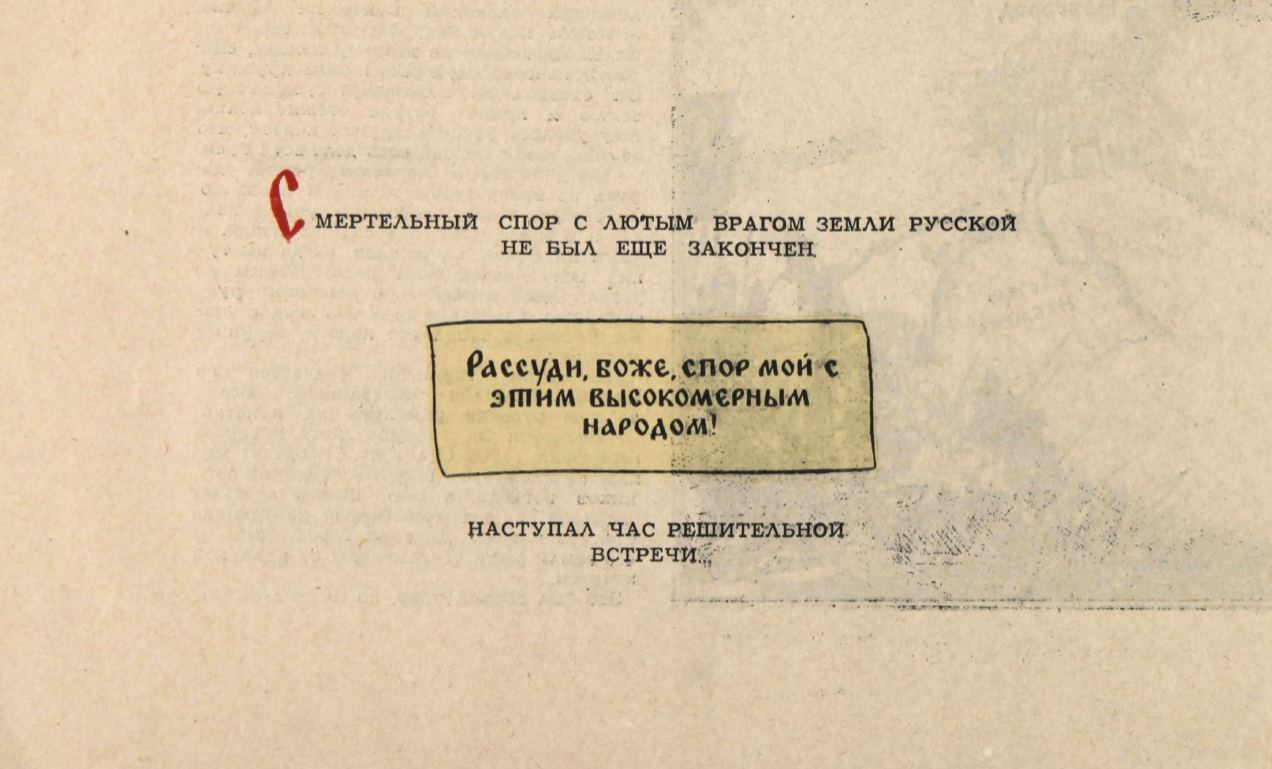 СМЕРТЕЛЬНЫЙ СПОР С ЛЮТЫМ ВРАГОМ ЗЕМЛИ РУССКОЙ
НЕ БЫЛ ЕЩЕ ЗАКОНЧЕН.
Рассуди, боже, спор мой с
этим высокомерным
народом!
НАСТУПАЛ ЧАС РЕШИТЕЛЬНОЙ
ВСТРЕЧИ...